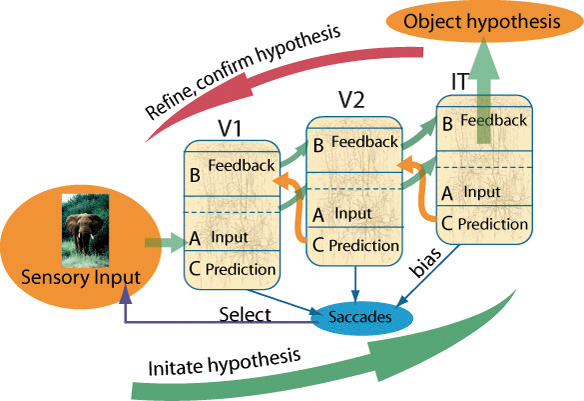 Object hypothesis
Refine, confirm hypothesis
IT
V2
V1
B Feedback
B Feedback
B Feedback
A Input
A Input
A Input
C Prediction
C Prediction
C Prediction
Sensory Input
bias
Select
Saccades
Initate hypothesis